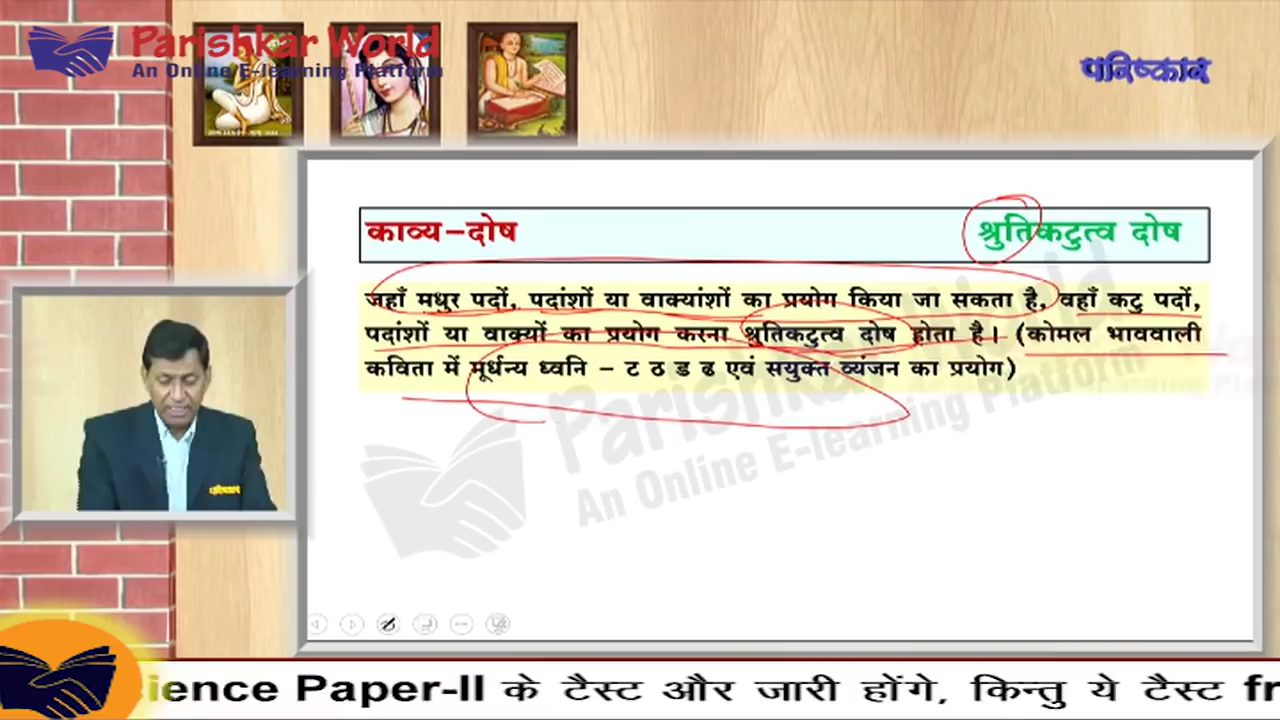 Parishkar World
An Online E-learning Platform
परिष्कार
काव्य-दोष
श्रुतिकटुत्व दोष
जहाँ मधुर पदों, पदांशों या वाक्यांशों का प्रयोग किया जा सकता है, वहाँ कटु पदों,
पदांशों या वाक्यों का प्रयोग करना श्रुतिकटुत्व दोष होता है। (कोमल भाववाली
कविता में मूर्धन्य ध्वनि - ट ठ ड ढ एवं सयुक्त व्यंजन का प्रयोग)
Parishkar World
An Online E-learning Platform
परिष्कार
ience Paper-II के टैस्ट और जारी होंगे, किन्तु ये टैस्ट fr